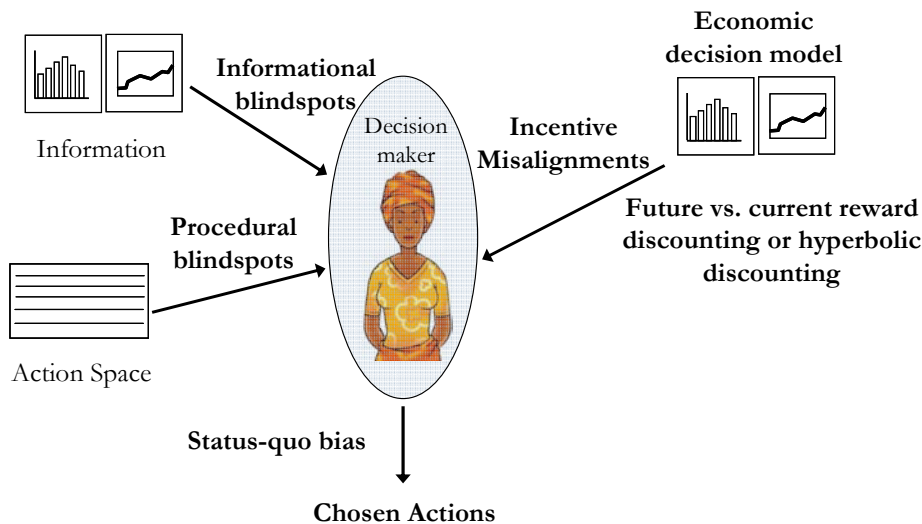 Economic
decision model
Informational
blindspots
Information
Decision
maker
Incentive
Misalignments
Future vs. current reward
discounting or hyperbolic
discounting
Procedural
blindspots
Action Space
Status-quo bias
Chosen Actions